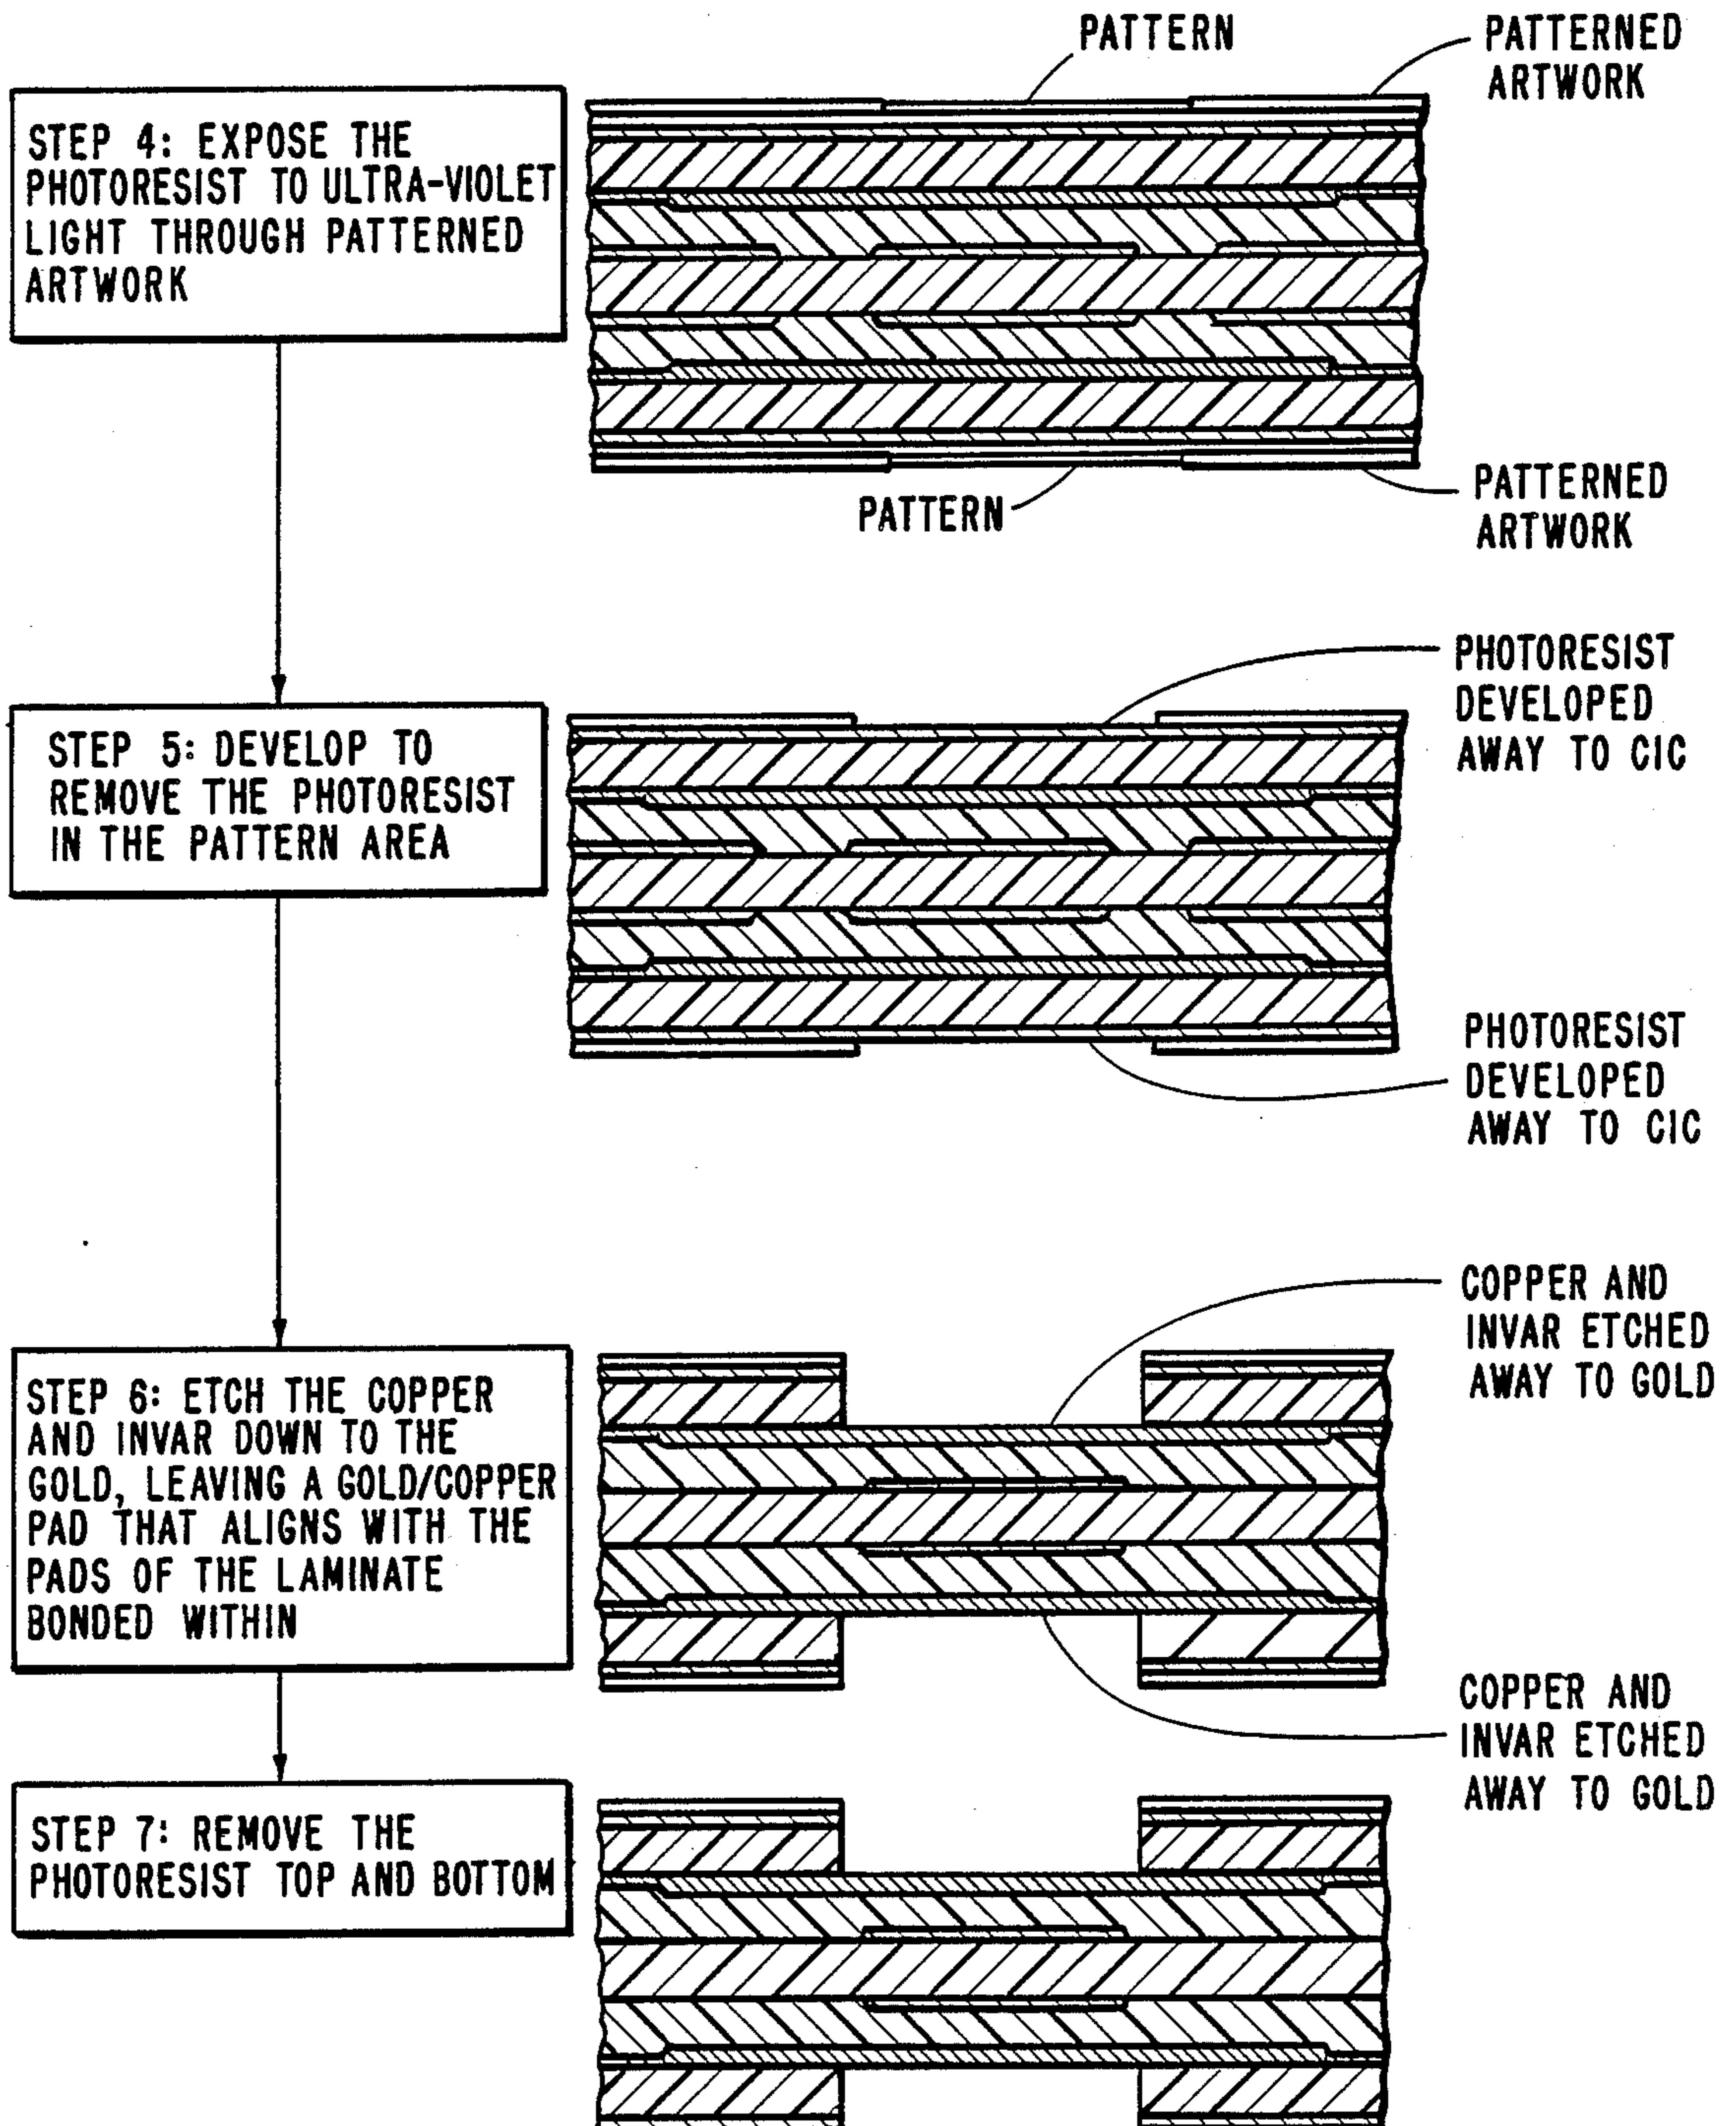 PATTERN
PATTERNED
ARTWORK
STEP 4: EXPOSE THE
PHOTORESIST TO ULTRA-VIOLET
LIGHT THROUGH PATTERNED
ARTWORK
PATTERN
PATTERNED
ARTWORK
PHOTORESIST
DEVELOPED
AWAY TO CIC
STEP 5: DEVELOP TO
REMOVE THE PHOTORESIST
IN THE PATTERN AREA
PHOTORESIST
DEVELOPED
AWAY TO CIC
COPPER AND
INVAR ETCHED
AWAY TO GOLD
STEP 6: ETCH THE COPPER
AND INVAR DOWN TO THE
GOLD, LEAVING A GOLD/COPPER
PAD THAT ALIGNS WITH THE
PADS OF THE LAMINATE
BONDED WITHIN
COPPER AND
INVAR ETCHED
AWAY TO GOLD
STEP 7: REMOVE THE
PHOTORESIST TOP AND BOTTOM